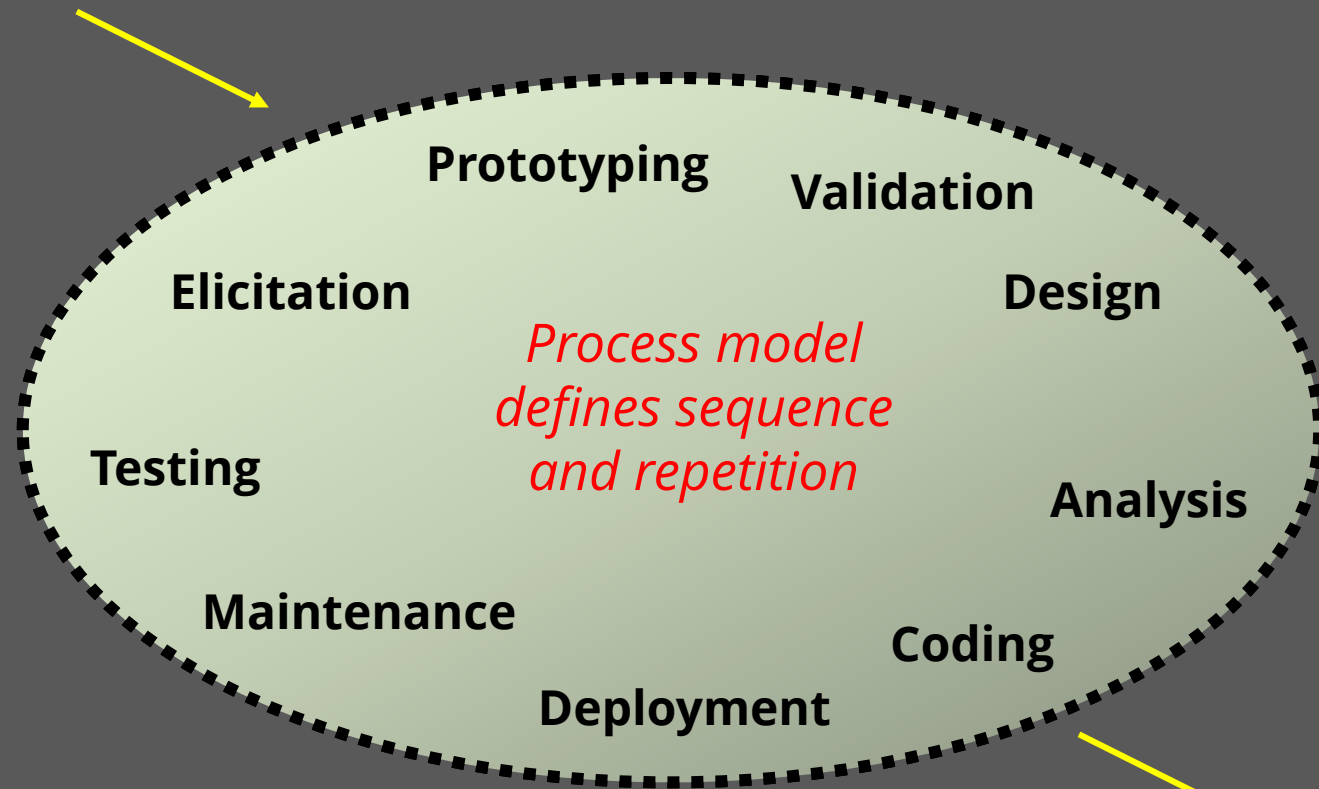 Prototyping
Validation
Elicitation
Design
Process model
defines sequence
and repetition
Testing
Analysis
Maintenance
Coding
Deployment